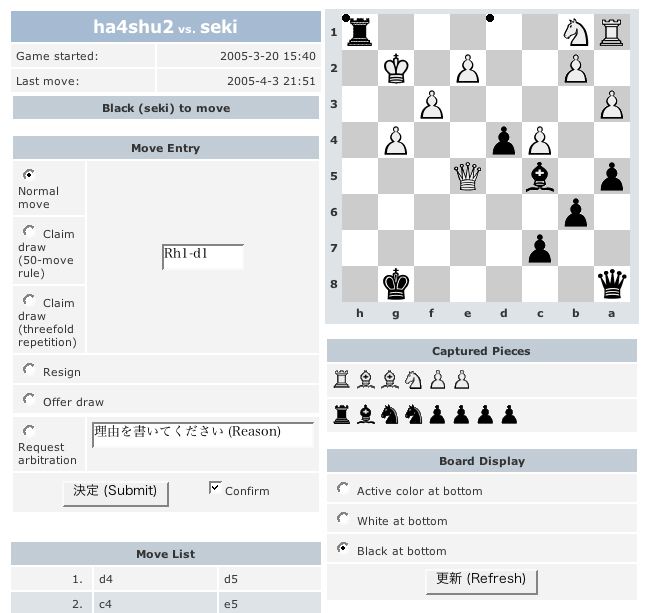 ha4shu2 vs. seki
Game started: 2005-3-20 15:40
Last move: 2005-4-3 21:51
Black (seki) to move
Move Entry
Normal
move
Rh1-d1
Claim
draw
(50-move
rule)
Claim
draw
(threefold
repetition)
Resign
Offer draw
Request
arbitration
理由を書いてください (Reason)
決定 (Submit)
Confirm
Move List
1. d4 d5
2. c4 e5
1
2
3
4
5
6
7
8
h g f e d c b a
Captured Pieces
Board Display
Active color at bottom
White at bottom
Black at bottom
更新 (Refresh)